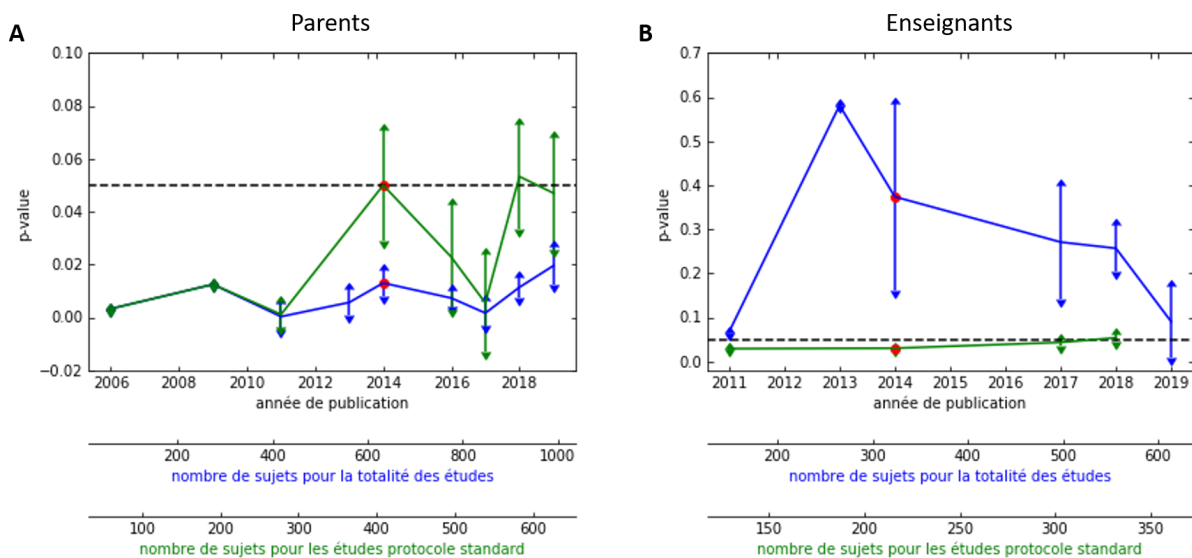 A
Parents
0.10
0.08
0.06
0.04
0.02
0.00
−0.02
p-value
2006 2008 2010 2012 2014 2016 2018
année de publication
200 400 600 800 1000
nombre de sujets pour la totalité des études
100 200 300 400 500 600
nombre de sujets pour les études protocole standard
B
Enseignants
0.7
0.6
0.5
0.4
0.3
0.2
0.1
0.0
p-value
2011 2012 2013 2014 2015 2016 2017 2018 2019
année de publication
200 300 400 500 600
nombre de sujets pour la totalité des études
150 200 250 300 350
nombre de sujets pour les études protocole standard